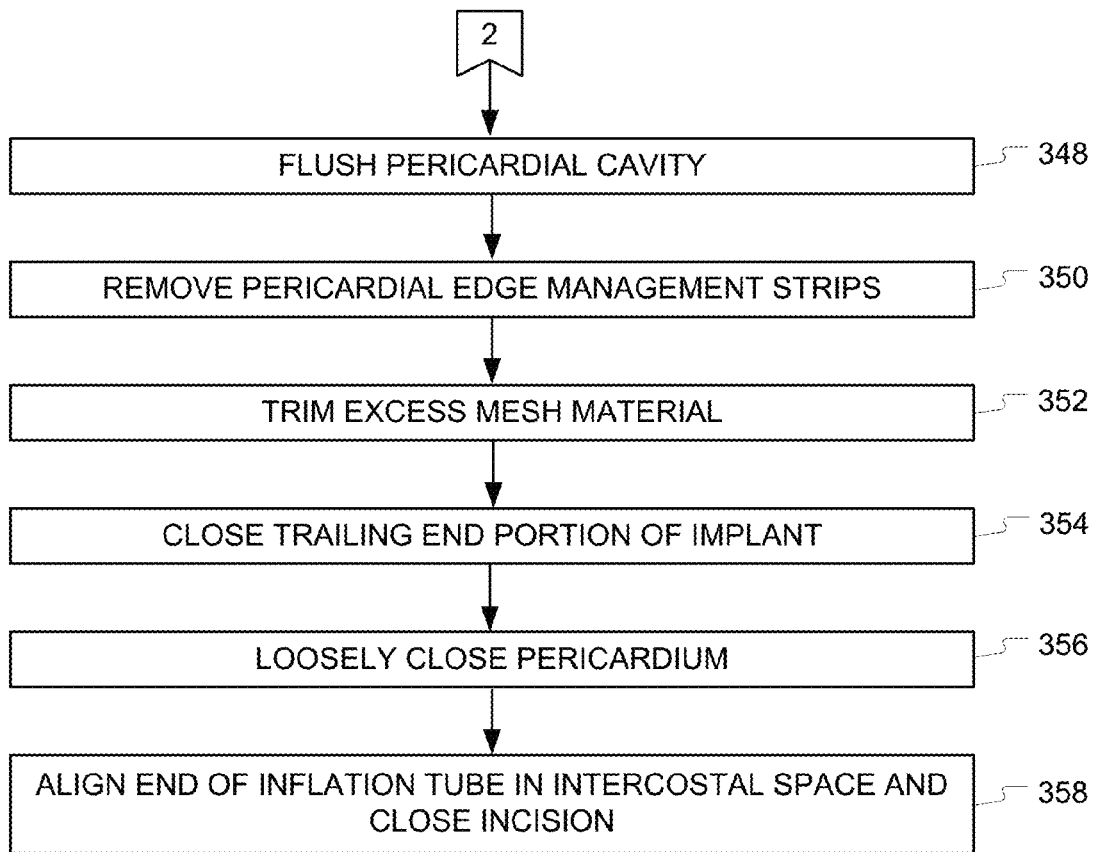 2
FLUSH PERICARDIAL CAVITY
348
REMOVE PERICARDIAL EDGE MANAGEMENT STRIPS
350
TRIM EXCESS MESH MATERIAL
352
CLOSE TRAILING END PORTION OF IMPLANT
354
LOOSELY CLOSE PERICARDIUM
356
ALIGN END OF INFLATION TUBE IN INTERCOSTAL SPACE AND
CLOSE INCISION
358